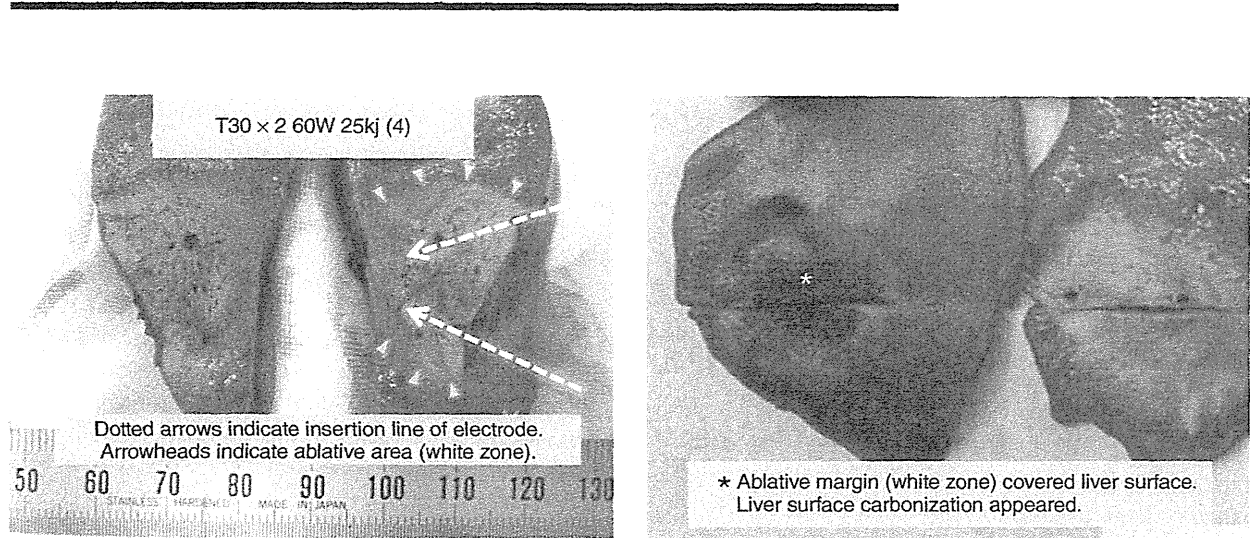 T30 × 2 60W 25kj (4)
Dotted arrows indicate insertion line of electrode.
Arrowheads indicate ablative area (white zone).
50 60 70 80 90 100 110 120 130
STAINLESS HARDENED MADE IN JAPAN
*
* Ablative margin (white zone) covered liver surface.
Liver surface carbonization appeared.